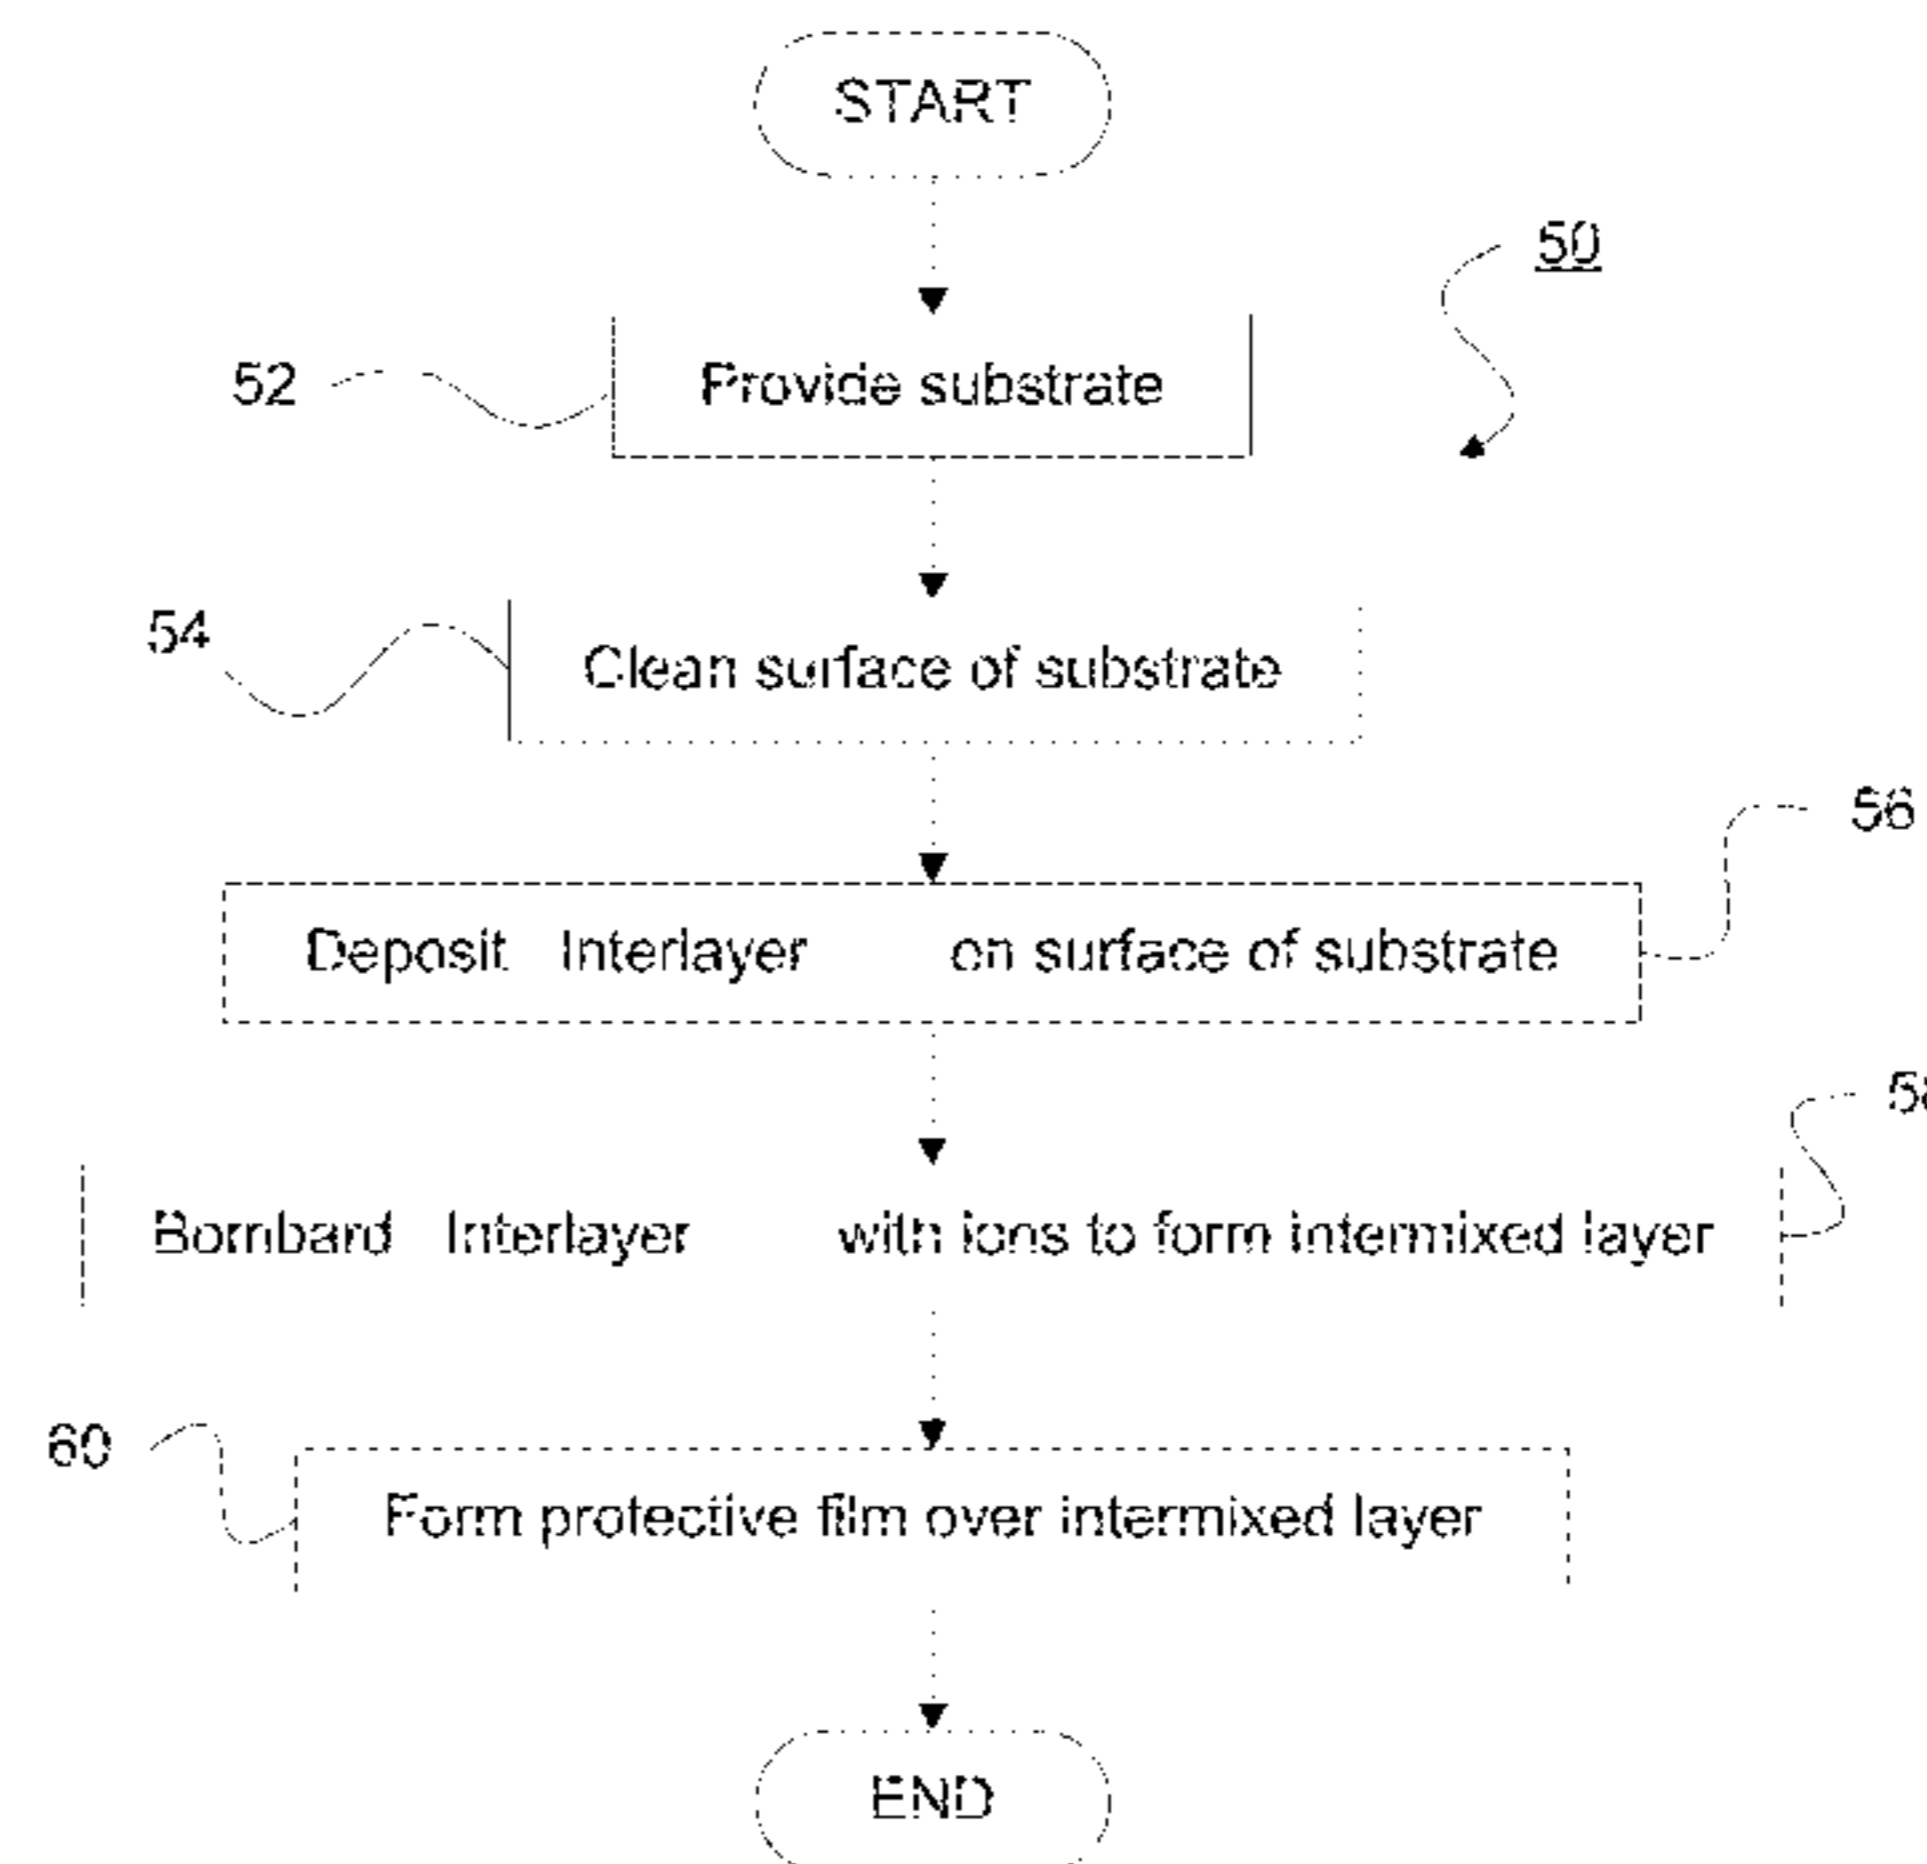 START
50
52
Provide substrate
54
Clean surface of substrate
56
Deposit Interlayer on surface of substrate
Bombard Interlayer with ions to form intermixed layer
60
Form protective film over intermixed layer
END